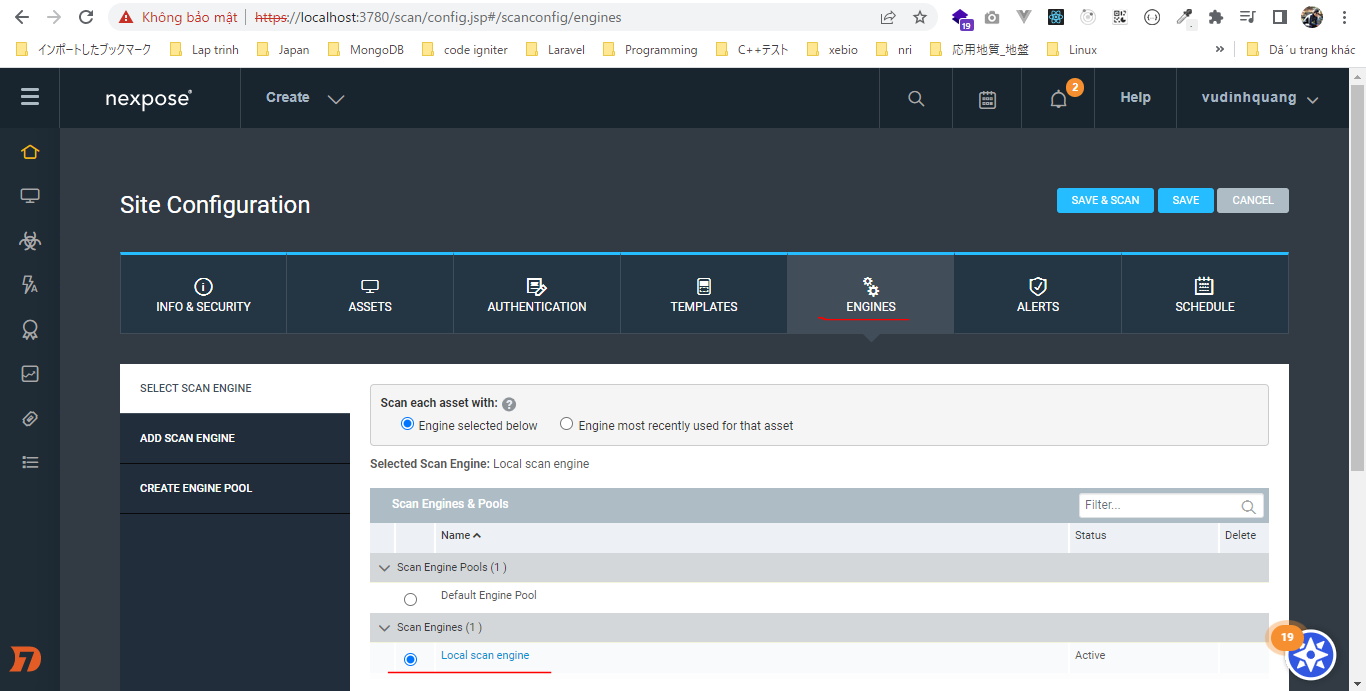 Không bảo mật | https://localhost:3780/scan/config.jsp#/scanconfig/engines
19
インポートしたブックマーク Lap trinh Japan MongoDB code igniter Laravel Programming C++テスト xebio nri 応用地質_地盤 Linux » Dấu trang khác
nexpose® Create 2 Help vudinhquang
Site Configuration
SAVE & SCAN SAVE CANCEL
INFO & SECURITY ASSETS AUTHENTICATION TEMPLATES ENGINES ALERTS SCHEDULE
SELECT SCAN ENGINE
ADD SCAN ENGINE
CREATE ENGINE POOL
Scan each asset with: ?
Engine selected below Engine most recently used for that asset
Selected Scan Engine: Local scan engine
Scan Engines & Pools Filter...
Name Status Delete
Scan Engine Pools (1 )
Default Engine Pool
Scan Engines (1 )
Local scan engine Active
19